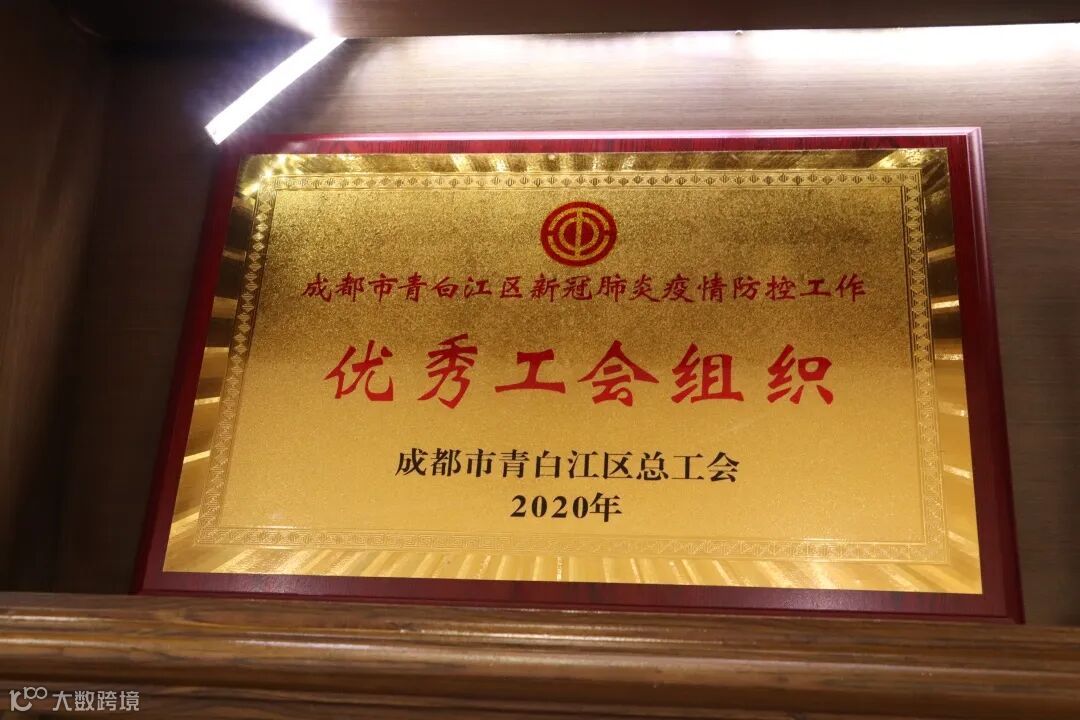 成都市青白江区新冠肺炎疫情防控工作
优秀工会组织
成都市青白江区总工会
2020年
大数跨境